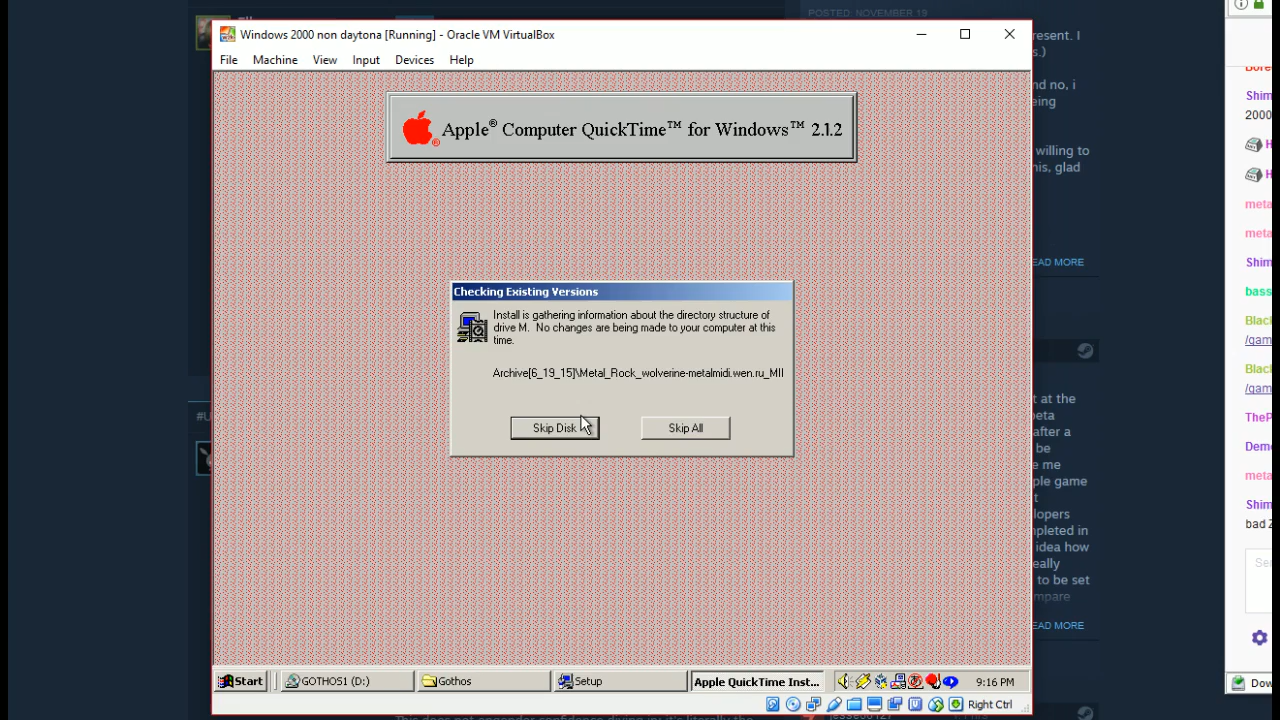 POSTED: NOVEMBER 19
Windows 2000 non daytona [Running] - Oracle VM VirtualBox
File Machine View Input Devices Help
Apple® Computer QuickTime™ for Windows™ 2.1.2
Checking Existing Versions
Install is gathering information about the directory structure of
drive M. No changes are being made to your computer at this
time.
Archive[6_19_15]\Metal_Rock_wolverine-metalmidi.wen.ru_MII
Skip Disk Skip All
Start GOTHOS1 (D:) Gothos Setup Apple QuickTime Inst... 9:16 PM
Right Ctrl
resent. I
s.)
nd no, i
eing
willing to
his, glad
EAD MORE
at the
beta
after a
be
me
ple game
t
lopers
mpleted in
idea how
eally
to be set
mpare
EAD MORE
Shim
2000
meta
meta
Shim
bass
Black
/gam
Black
/gam
TheP
Dem
meta
Shim
bad 2
Dow